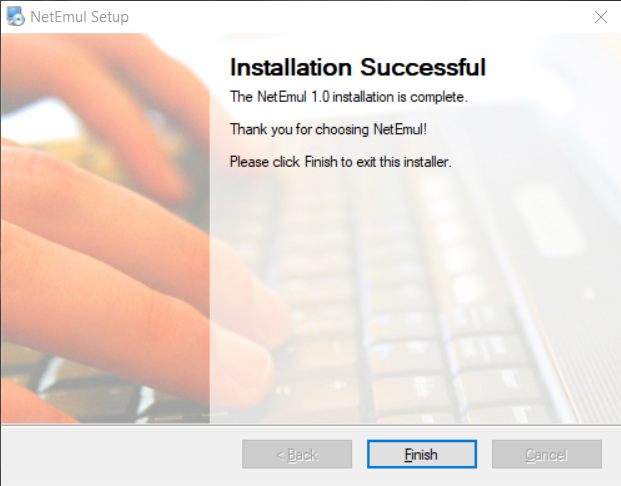 NetEmul Setup
Installation Successful
The NetEmul 1.0 installation is complete.
Thank you for choosing NetEmul!
Please click Finish to exit this installer.
< Back
Finish
Cancel